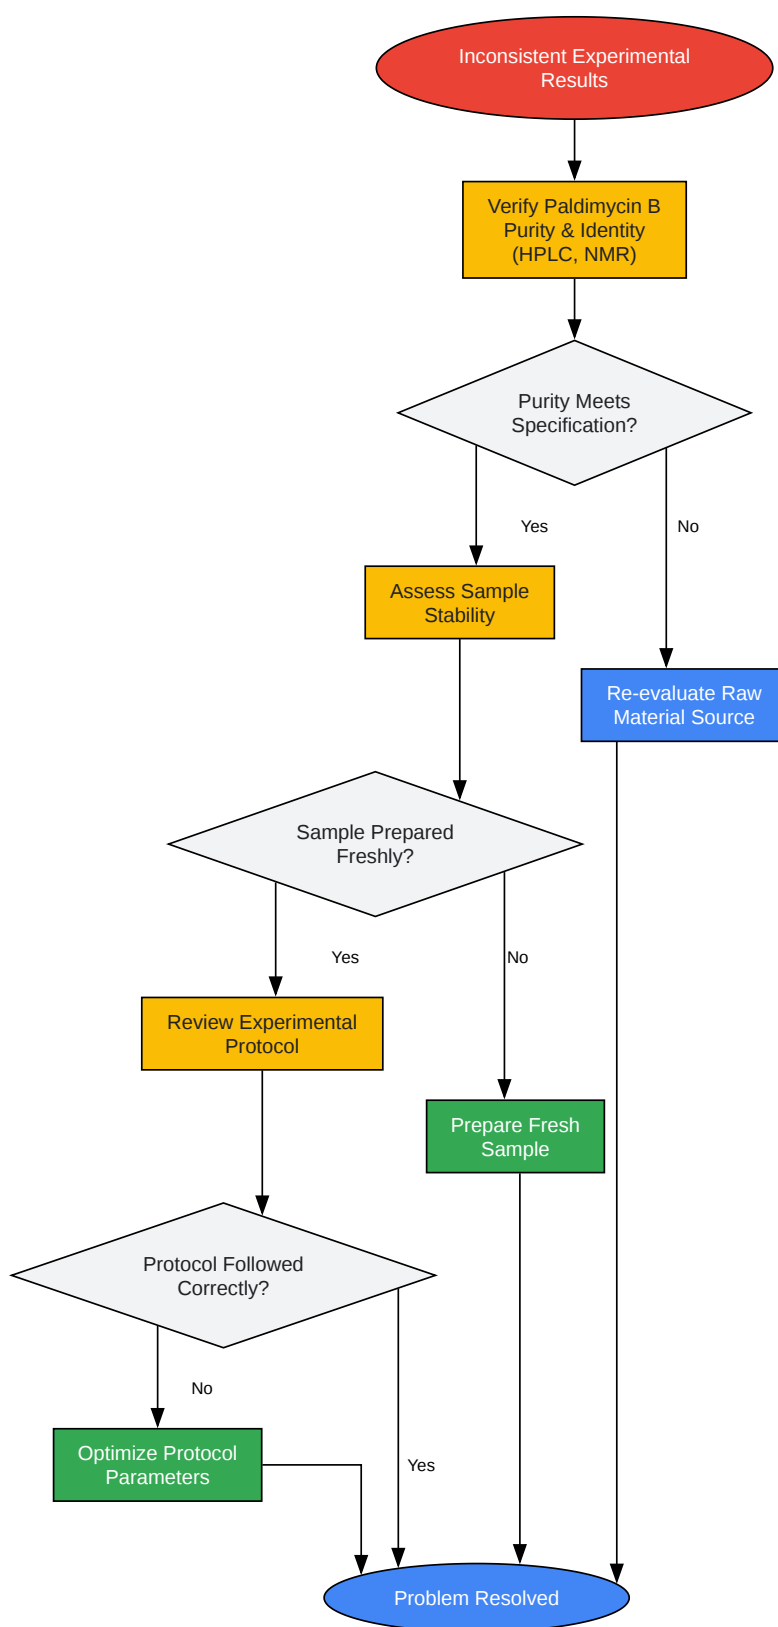 Inconsistent Experimental
Results
Verify Paldimycin B
Purity & Identity
(HPLC, NMR)
Purity Meets
Specification?
Yes
No
Assess Sample
Stability
Re-evaluate Raw
Material Source
Sample Prepared
Freshly?
Yes
No
Review Experimental
Protocol
Prepare Fresh
Sample
Protocol Followed
Correctly?
No
Optimize Protocol
Parameters
Yes
Problem Resolved